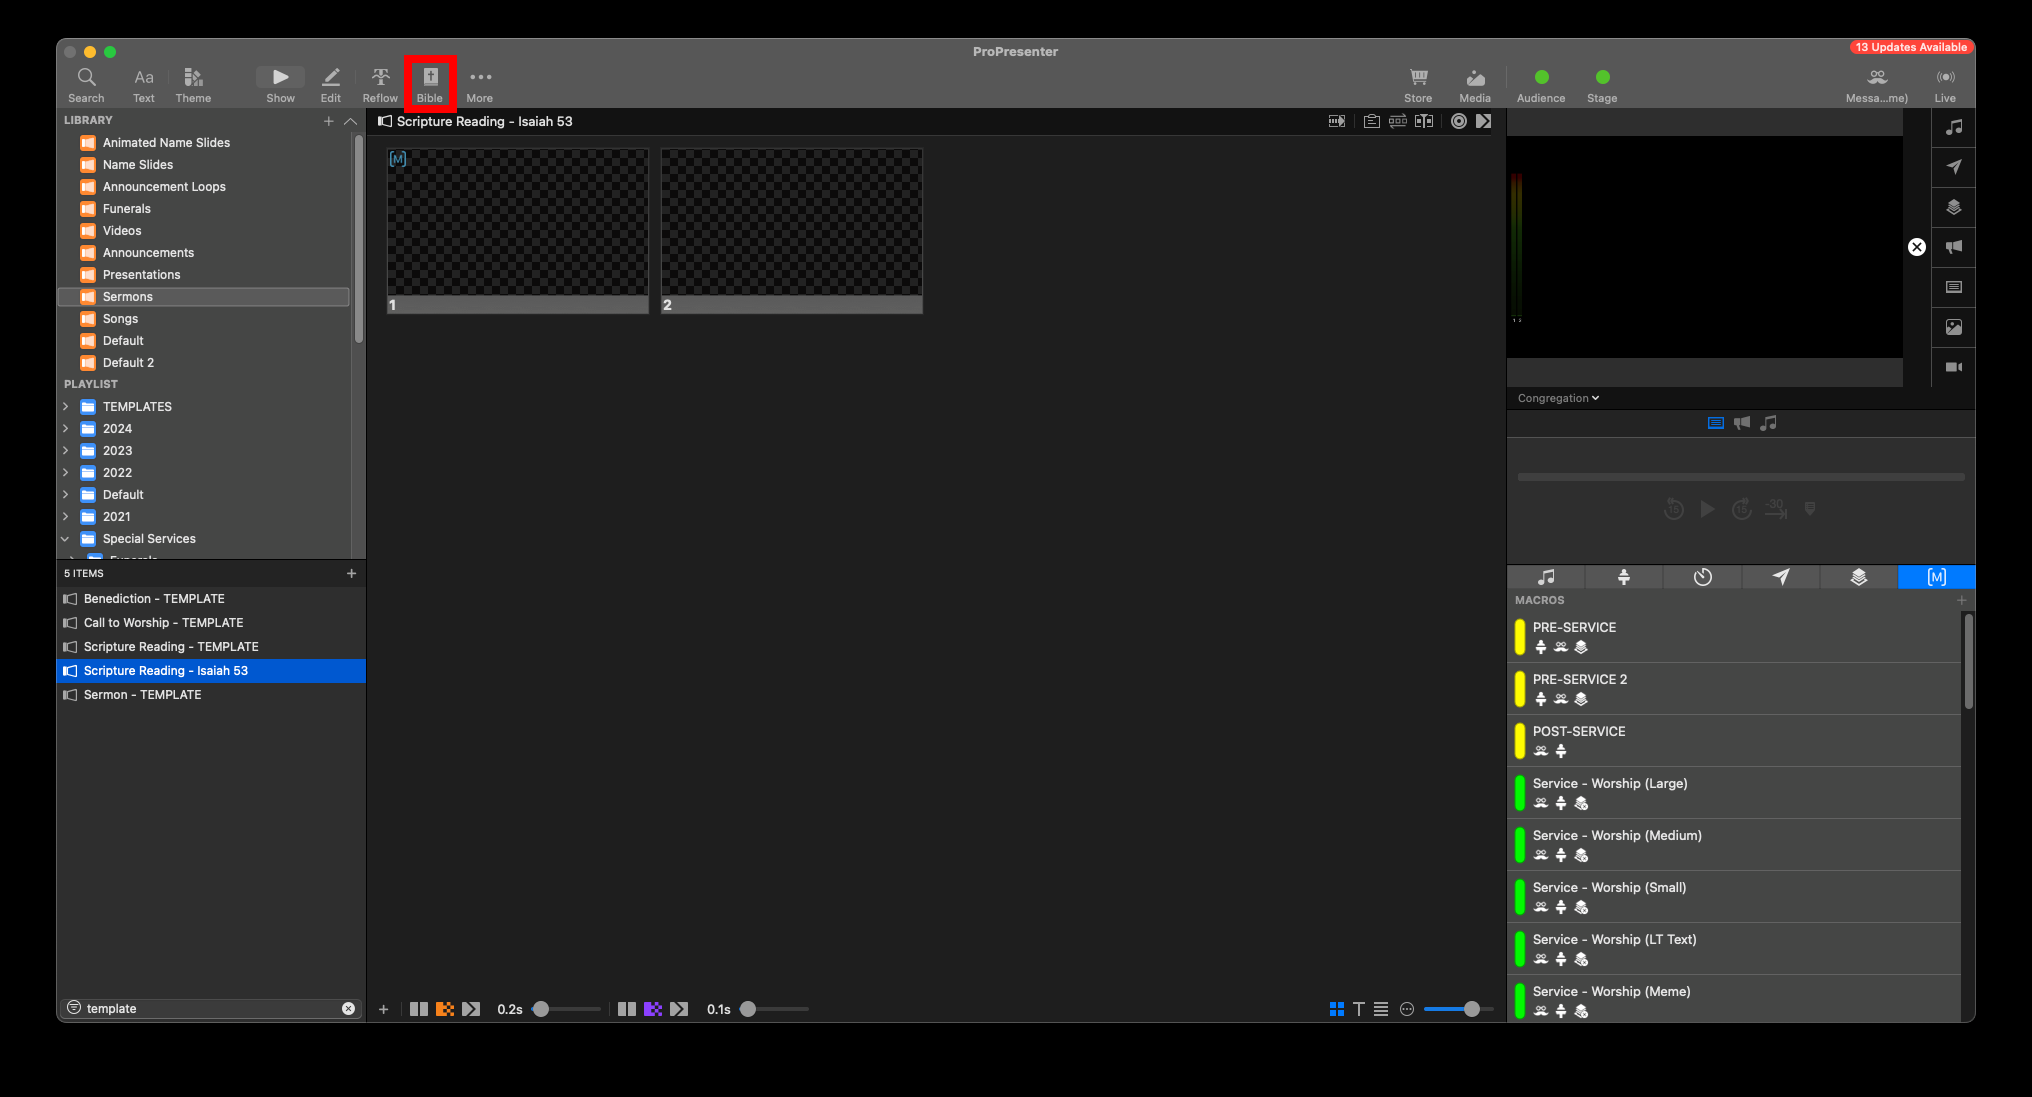 ProPresenter
13 Updates Available
Search
Aa
Text
Theme
Show
Edit
Reflow
Bible
More
Store
Media
Audience
Stage
Messa...me)
Live
LIBRARY
Animated Name Slides
Name Slides
Announcement Loops
Funerals
Videos
Announcements
Presentations
Sermons
Songs
Default
Default 2
PLAYLIST
TEMPLATES
2024
2023
2022
Default
2021
Special Services
5 ITEMS
Benediction - TEMPLATE
Call to Worship - TEMPLATE
Scripture Reading - TEMPLATE
Scripture Reading - Isaiah 53
Sermon - TEMPLATE
template
Scripture Reading - Isaiah 53
[M]
1
2
0.2s
0.1s
Congregation
15
15
-30
[M]
MACROS
PRE-SERVICE
PRE-SERVICE 2
POST-SERVICE
Service - Worship (Large)
Service - Worship (Medium)
Service - Worship (Small)
Service - Worship (LT Text)
Service - Worship (Meme)